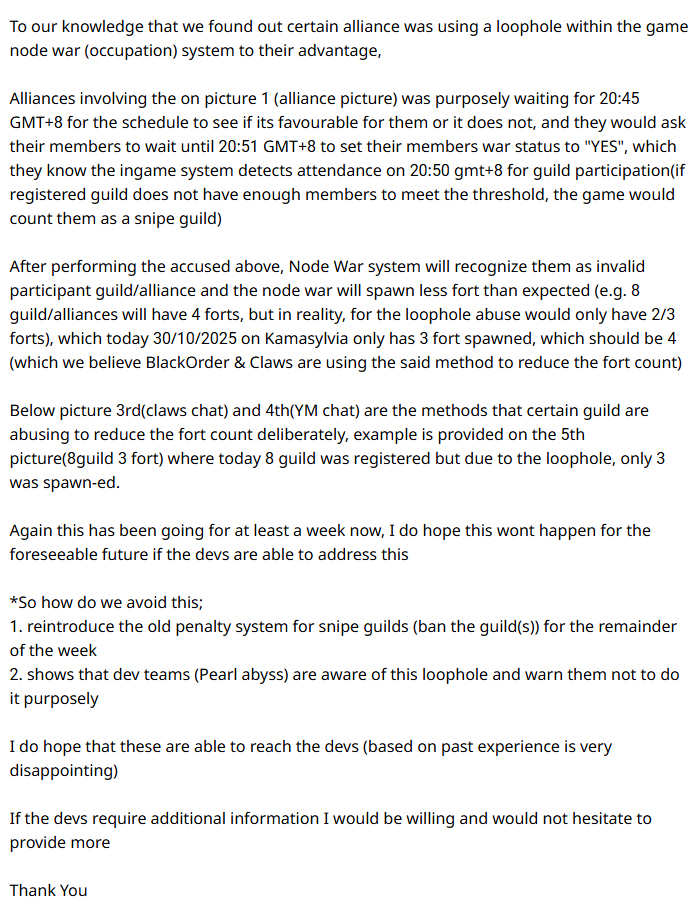 To our knowledge that we found out certain alliance was using a loophole within the game
node war (occupation) system to their advantage,
Alliances involving the on picture 1 (alliance picture) was purposely waiting for 20:45
GMT+8 for the schedule to see if its favourable for them or it does not, and they would ask
their members to wait until 20:51 GMT+8 to set their members war status to "YES", which
they know the ingame system detects attendance on 20:50 gmt+8 for guild participation(if
registered guild does not have enough members to meet the threshold, the game would
count them as a snipe guild)
After performing the accused above, Node War system will recognize them as invalid
participant guild/alliance and the node war will spawn less fort than expected (e.g. 8
guild/alliances will have 4 forts, but in reality, for the loophole abuse would only have 2/3
forts), which today 30/10/2025 on Kamasylvia only has 3 fort spawned, which should be 4
(which we believe BlackOrder & Claws are using the said method to reduce the fort count)
Below picture 3rd(claws chat) and 4th(YM chat) are the methods that certain guild are
abusing to reduce the fort count deliberately, example is provided on the 5th
picture(8guild 3 fort) where today 8 guild was registered but due to the loophole, only 3
was spawn-ed.
Again this has been going for at least a week now, I do hope this wont happen for the
foreseeable future if the devs are able to address this
*So how do we avoid this;
1. reintroduce the old penalty system for snipe guilds (ban the guild(s)) for the remainder
of the week
2. shows that dev teams (Pearl abyss) are aware of this loophole and warn them not to do
it purposely
I do hope that these are able to reach the devs (based on past experience is very
disappointing)
If the devs require additional information I would be willing and would not hesitate to
provide more
Thank You